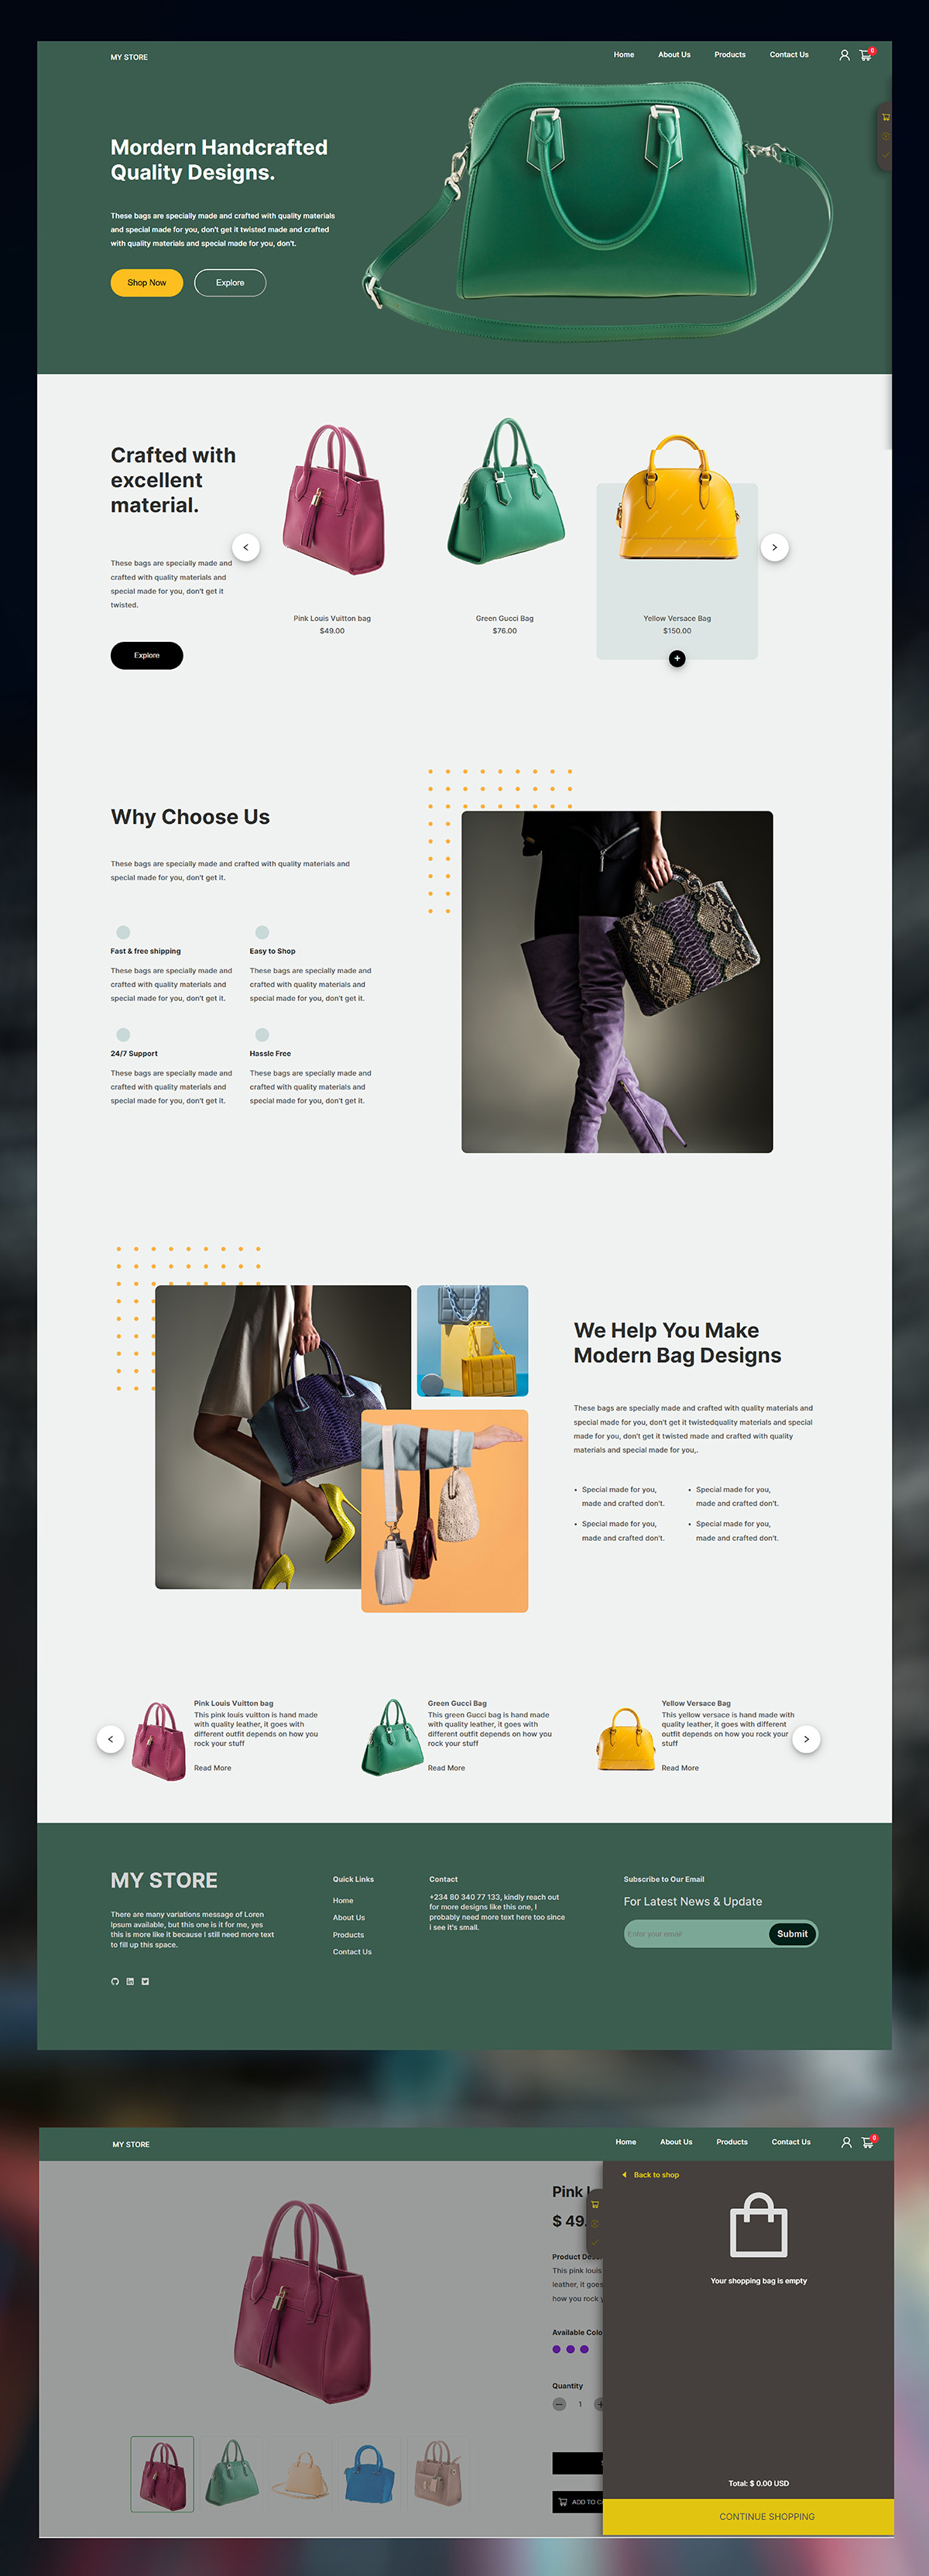 MY STORE
Home About Us Products Contact Us
0
Mordern Handcrafted
Quality Designs.
These bags are specially made and crafted with quality materials
and special made for you, don't get it twisted made and crafted
with quality materials and special made for you, don't.
Shop Now Explore
Crafted with
excellent
material.
These bags are specially made and
crafted with quality materials and
special made for you, don't get it
twisted.
Explore
Pink Louis Vuitton bag
$49.00
Green Gucci Bag
$76.00
Yellow Versace Bag
$150.00
+
Why Choose Us
These bags are specially made and crafted with quality materials and
special made for you, don't get it.
Fast & free shipping
These bags are specially made and
crafted with quality materials and
special made for you, don't get it.
Easy to Shop
These bags are specially made and
crafted with quality materials and
special made for you, don't get it.
24/7 Support
These bags are specially made and
crafted with quality materials and
special made for you, don't get it.
Hassle Free
These bags are specially made and
crafted with quality materials and
special made for you, don't get it.
We Help You Make
Modern Bag Designs
These bags are specially made and crafted with quality materials and
special made for you, don't get it twistedquality materials and special
made for you, don't get it twisted made and crafted with quality
materials and special made for you,.
• Special made for you,
made and crafted don't.
• Special made for you,
made and crafted don't.
• Special made for you,
made and crafted don't.
• Special made for you,
made and crafted don't.
Pink Louis Vuitton bag
This pink louis vuitton is hand made
with quality leather, it goes with
different outfit depends on how you
rock your stuff
Read More
Green Gucci Bag
This green Gucci bag is hand made
with quality leather, it goes with
different outfit depends on how you
rock your stuff
Read More
Yellow Versace Bag
This yellow versace is hand made with
quality leather, it goes with different
outfit depends on how you rock your
stuff
Read More
MY STORE
There are many variations message of Loren
Ipsum available, but this one is it for me, yes
this is more like it because I still need more text
to fill up this space.
Quick Links
Home
About Us
Products
Contact Us
Contact
+234 80 340 77 133, kindly reach out
for more designs like this one, I
probably need more text here too since
i see it's small.
Subscribe to Our Email
For Latest News & Update
Enter your email
Submit
MY STORE
Home About Us Products Contact Us
0
Pink
$ 49.
Product Des
This pink louis
leather, it goes
how you rock y
Available Colo
Quantity
1
ADD TO CA
Back to shop
Your shopping bag is empty
Total: $ 0.00 USD
CONTINUE SHOPPING